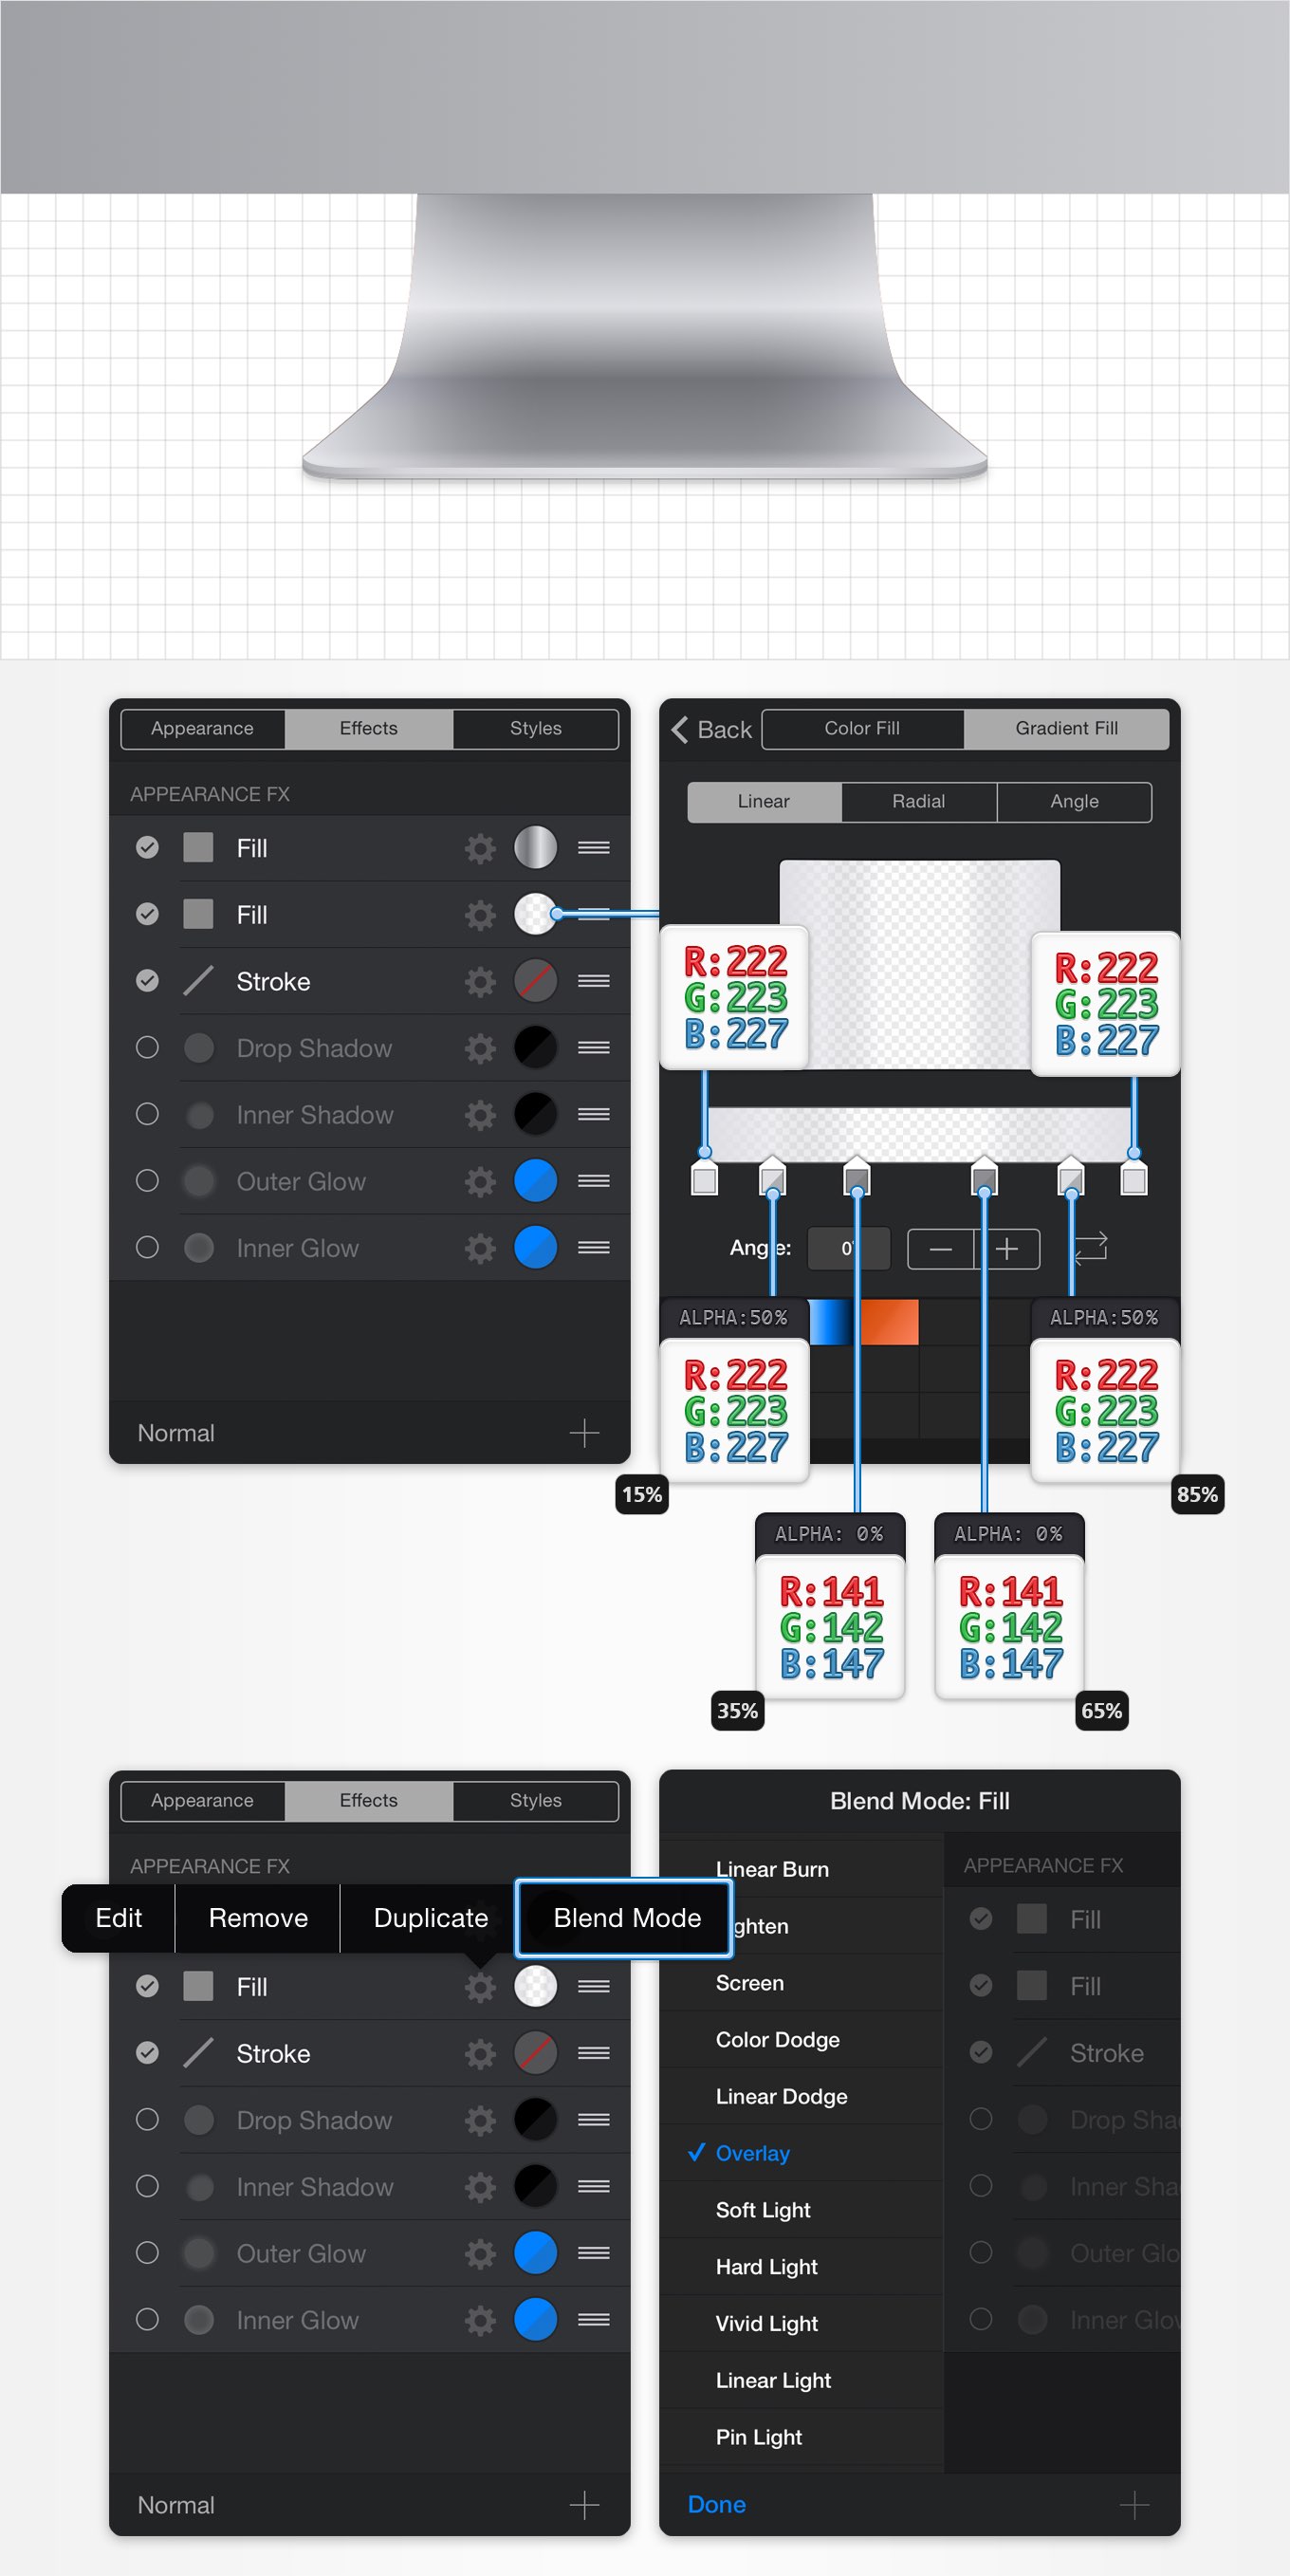 Appearance Effects Styles
APPEARANCE FX
Fill
Fill
Stroke
Drop Shadow
Inner Shadow
Outer Glow
Inner Glow
Normal
Back Color Fill Gradient Fill
Linear Radial Angle
R:222
G:223
B:227
R:222
G:223
B:227
Angle: 0
ALPHA:50%
R:222
G:223
B:227
15%
ALPHA:50%
R:222
G:223
B:227
85%
ALPHA: 0%
R:141
G:142
B:147
35%
ALPHA: 0%
R:141
G:142
B:147
65%
Appearance Effects Styles
APPEARANCE FX
Edit Remove Duplicate Blend Mode
Fill
Stroke
Drop Shadow
Inner Shadow
Outer Glow
Inner Glow
Normal
Blend Mode: Fill
Linear Burn
ghten
Screen
Color Dodge
Linear Dodge
Overlay
Soft Light
Hard Light
Vivid Light
Linear Light
Pin Light
Done
APPEARANCE FX
Fill
Fill
Stroke
Drop Sha
Inner Sha
Outer Glo
Inner Glow